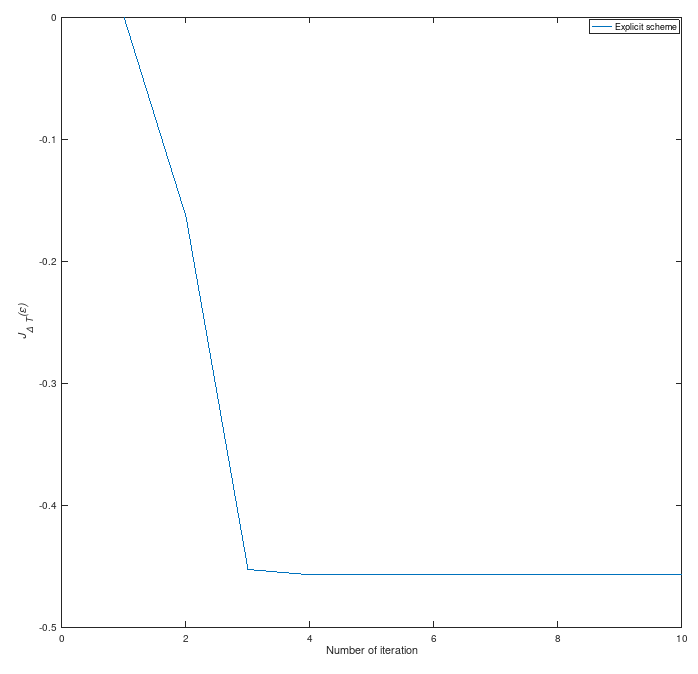 Explicit scheme
0
-0.1
-0.2
-0.3
-0.4
-0.5
J_{Δ T}(ε)
0 2 4 6 8 10
Number of iteration